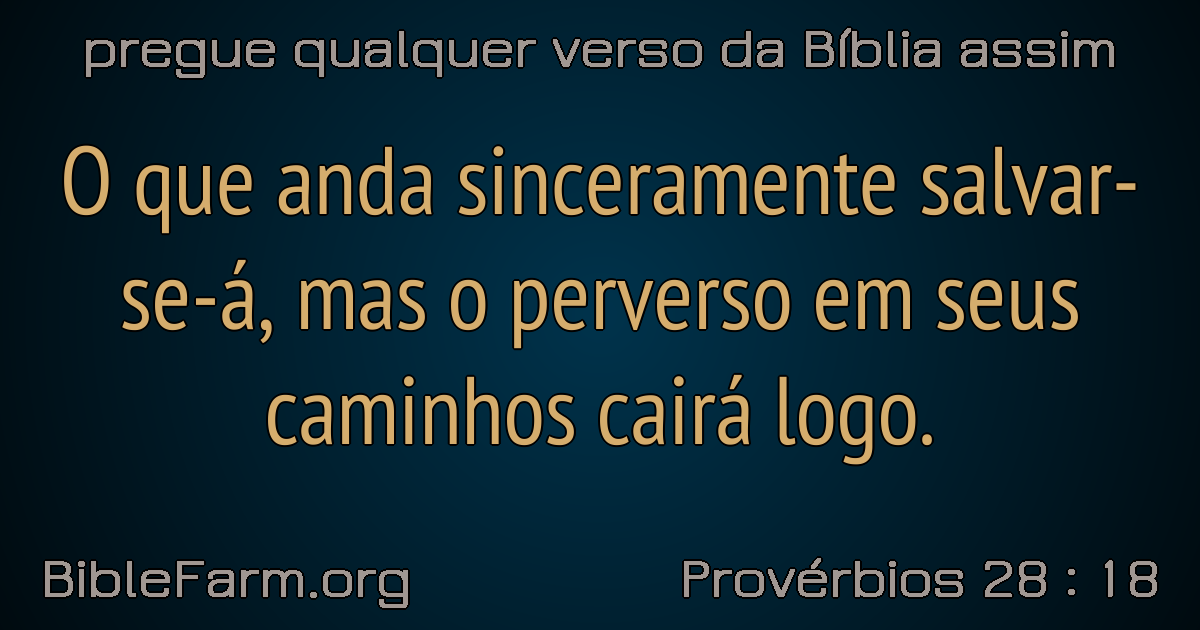 pregue qualquer verso da Bíblia assim
O que anda sinceramente salvar-
se-á, mas o perverso em seus
caminhos cairá logo.
BibleFarm.org
Provérbios 28 : 18